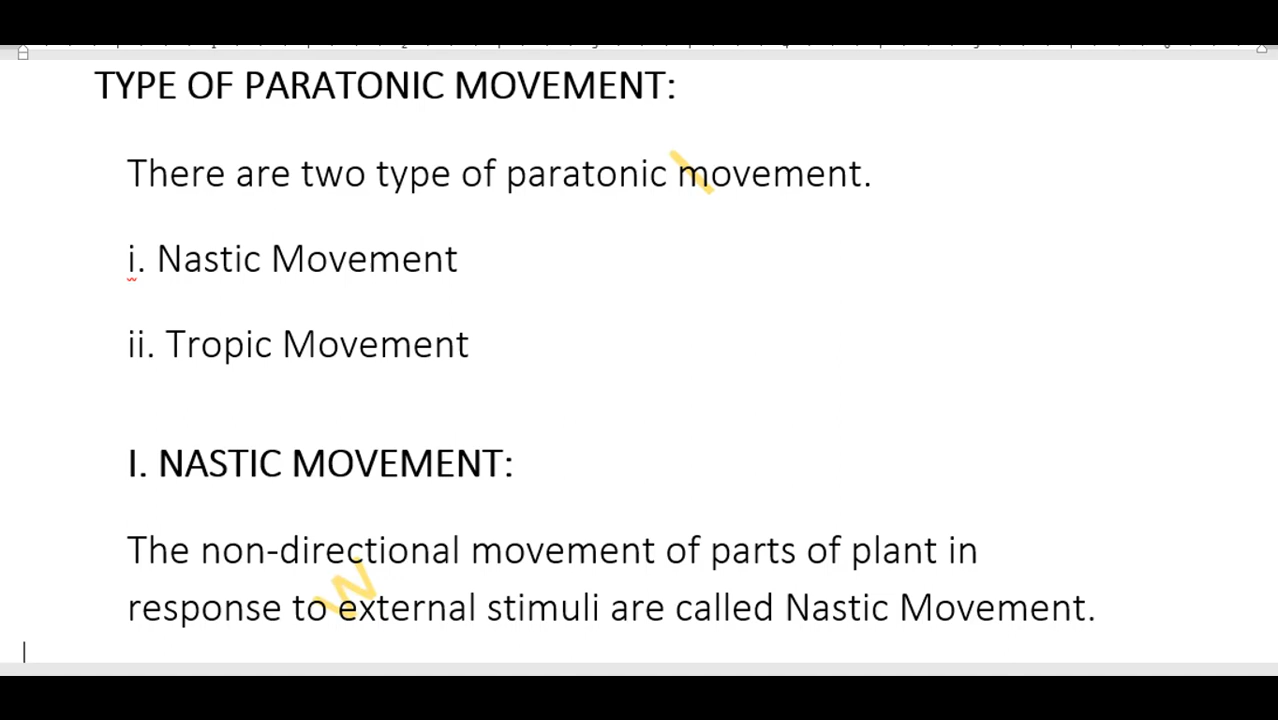 TYPE OF PARATONIC MOVEMENT:
There are two type of paratonic movement.
i. Nastic Movement
ii. Tropic Movement
I. NASTIC MOVEMENT:
The non-directional movement of parts of plant in
response to external stimuli are called Nastic Movement.